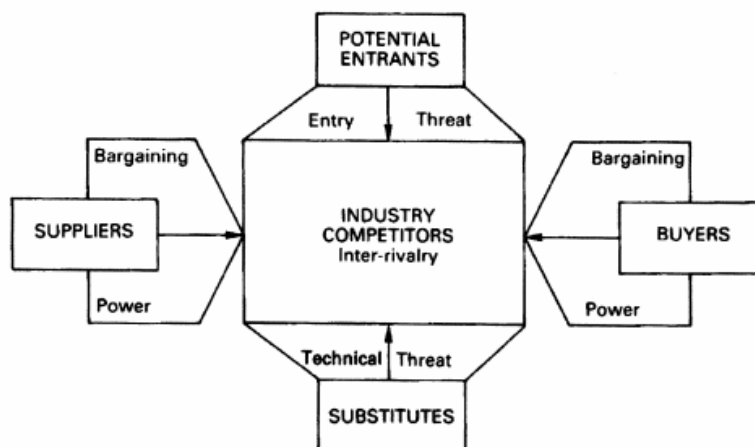 POTENTIAL
ENTRANTS
Entry Threat
Bargaining
Bargaining
SUPPLIERS
INDUSTRY
COMPETITORS
Inter-rivalry
BUYERS
Power
Power
Technical Threat
SUBSTITUTES